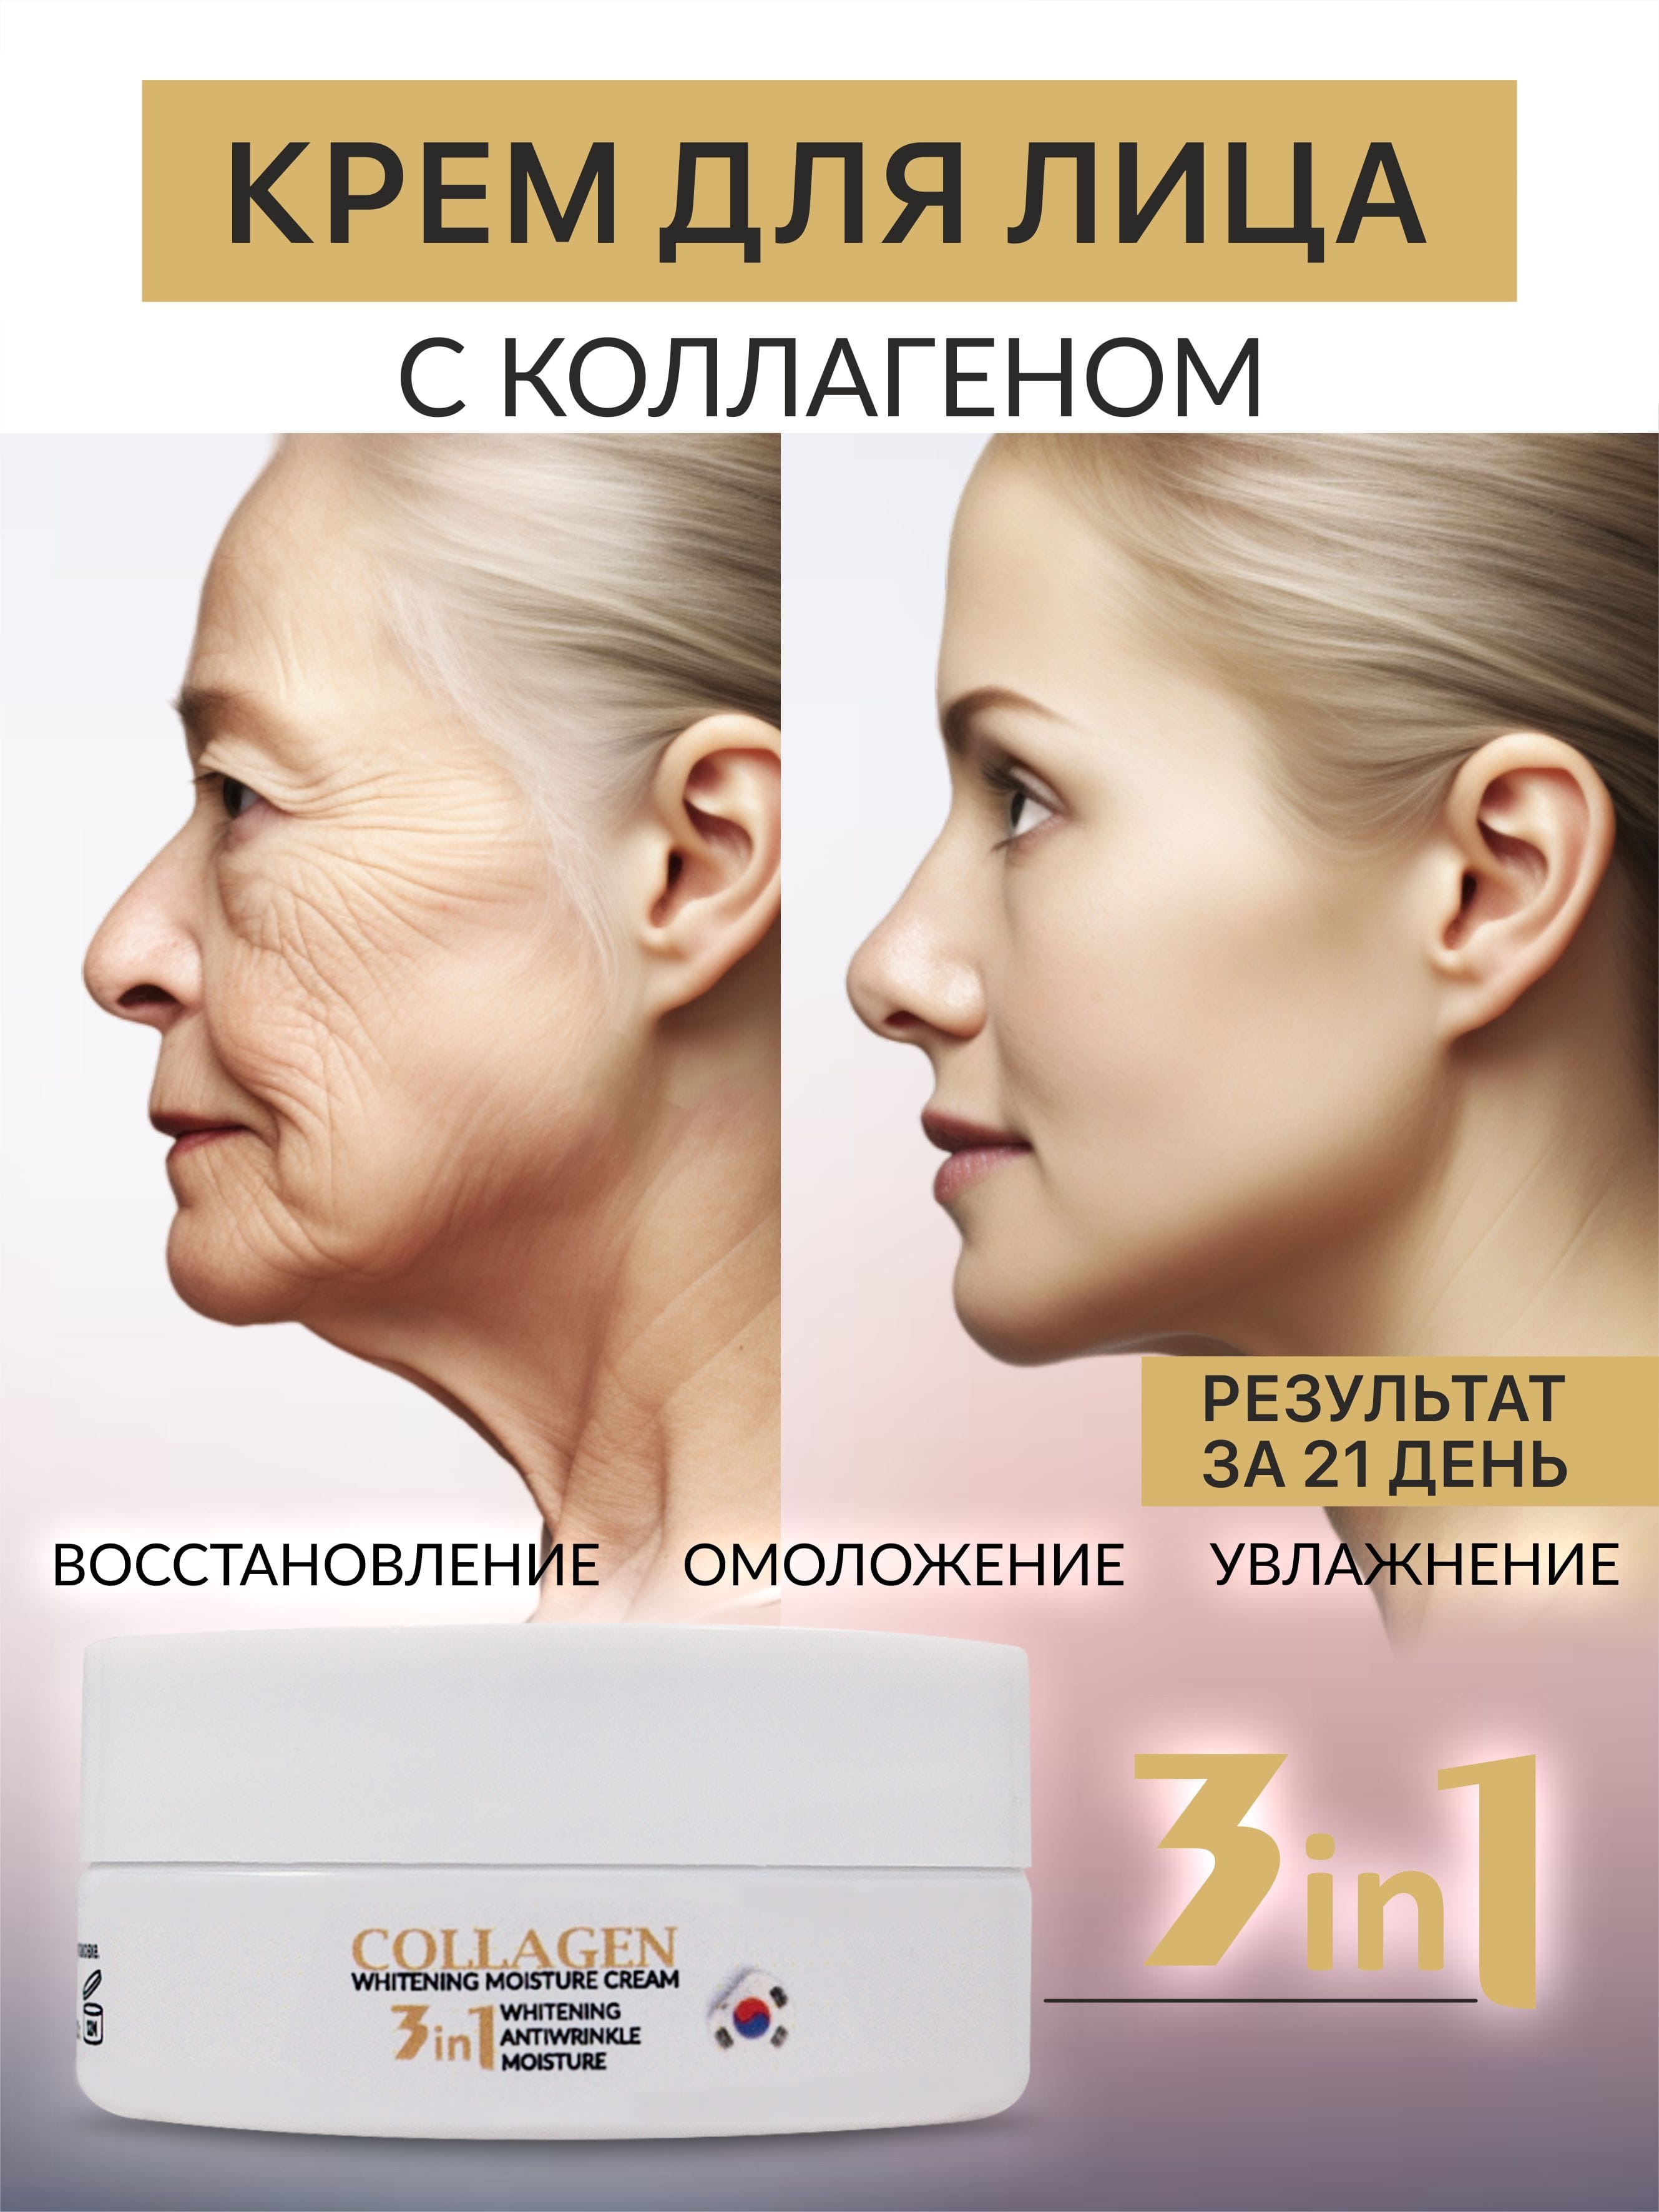 КРЕМ ДЛЯ ЛИЦА
С КОЛЛАГЕНОМ
РЕЗУЛЬТАТ
ЗА 21 ДЕНЬ
ВОССТАНОВЛЕНИЕ ОМОЛОЖЕНИЕ УВЛАЖНЕНИЕ
3in1
COLLAGEN
WHITENING MOISTURE CREAM
3in1 WHITENING
ANTIWRINKLE
MOISTURE